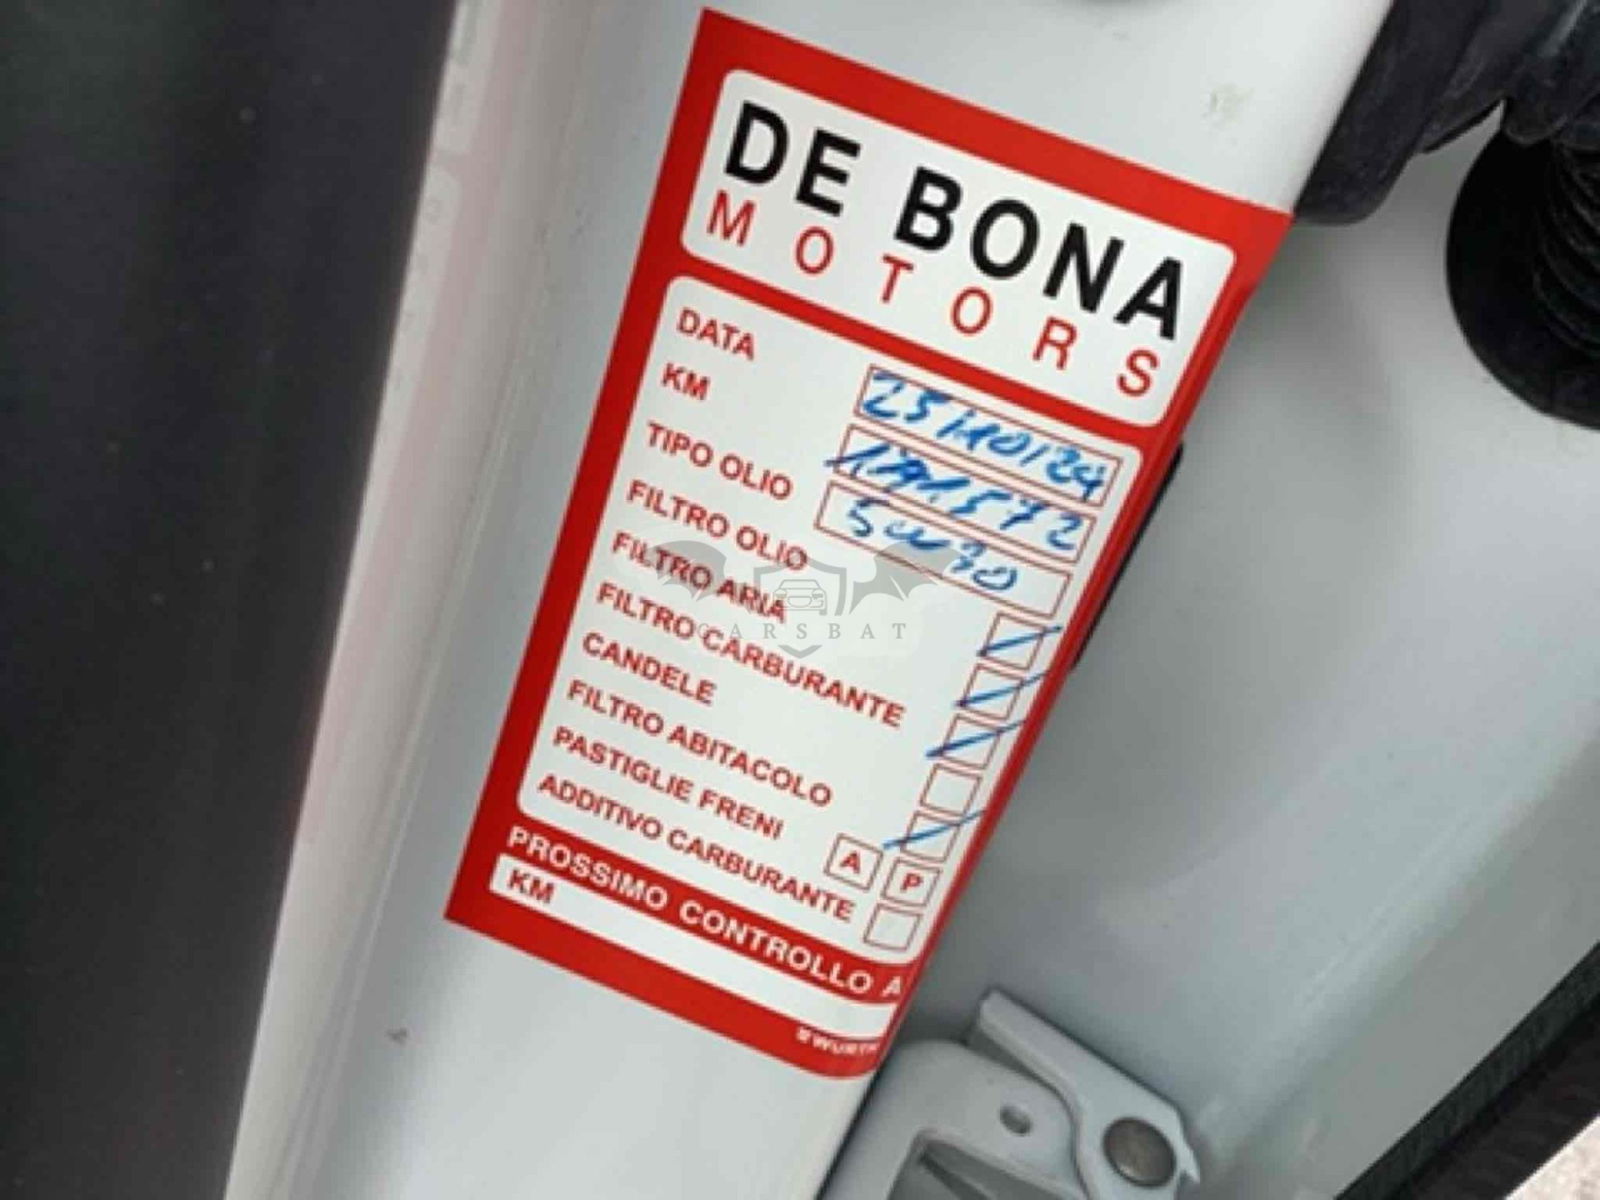 DE BONA
MOTORS
DATA 25/10/24
KM
TIPO OLIO 5W30
FILTRO OLIO
FILTRO ARIA
FILTRO CARBURANTE
CANDELE
FILTRO ABITACOLO
PASTIGLIE FRENI A P
ADDITIVO CARBURANTE
PROSSIMO CONTROLLO A
KM
WÜRTH
CARSBAT